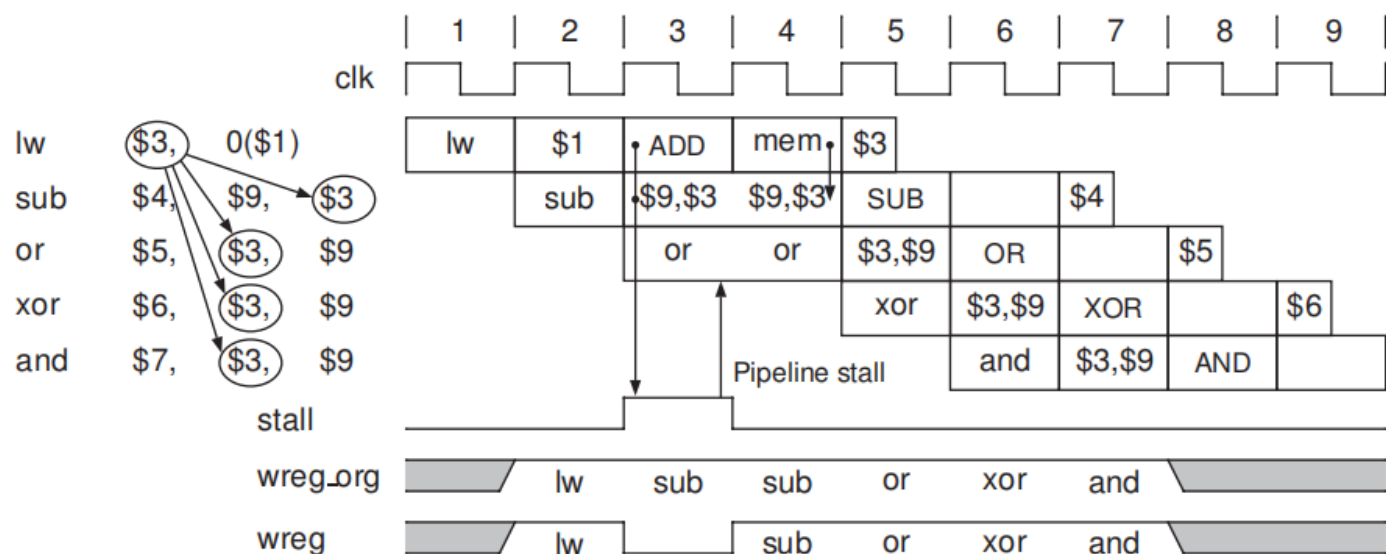 1 2 3 4 5 6 7 8 9
clk
lw $3, 0($1) lw $1 ADD mem $3
sub $4, $9, $3 sub $9,$3 $9,$3 SUB $4
or $5, $3, $9 or or $3,$9 OR $5
xor $6, $3, $9 xor $3,$9 XOR $6
and $7, $3, $9 and $3,$9 AND
Pipeline stall
stall
wreg_org lw sub sub or xor and
wreg lw sub or xor and